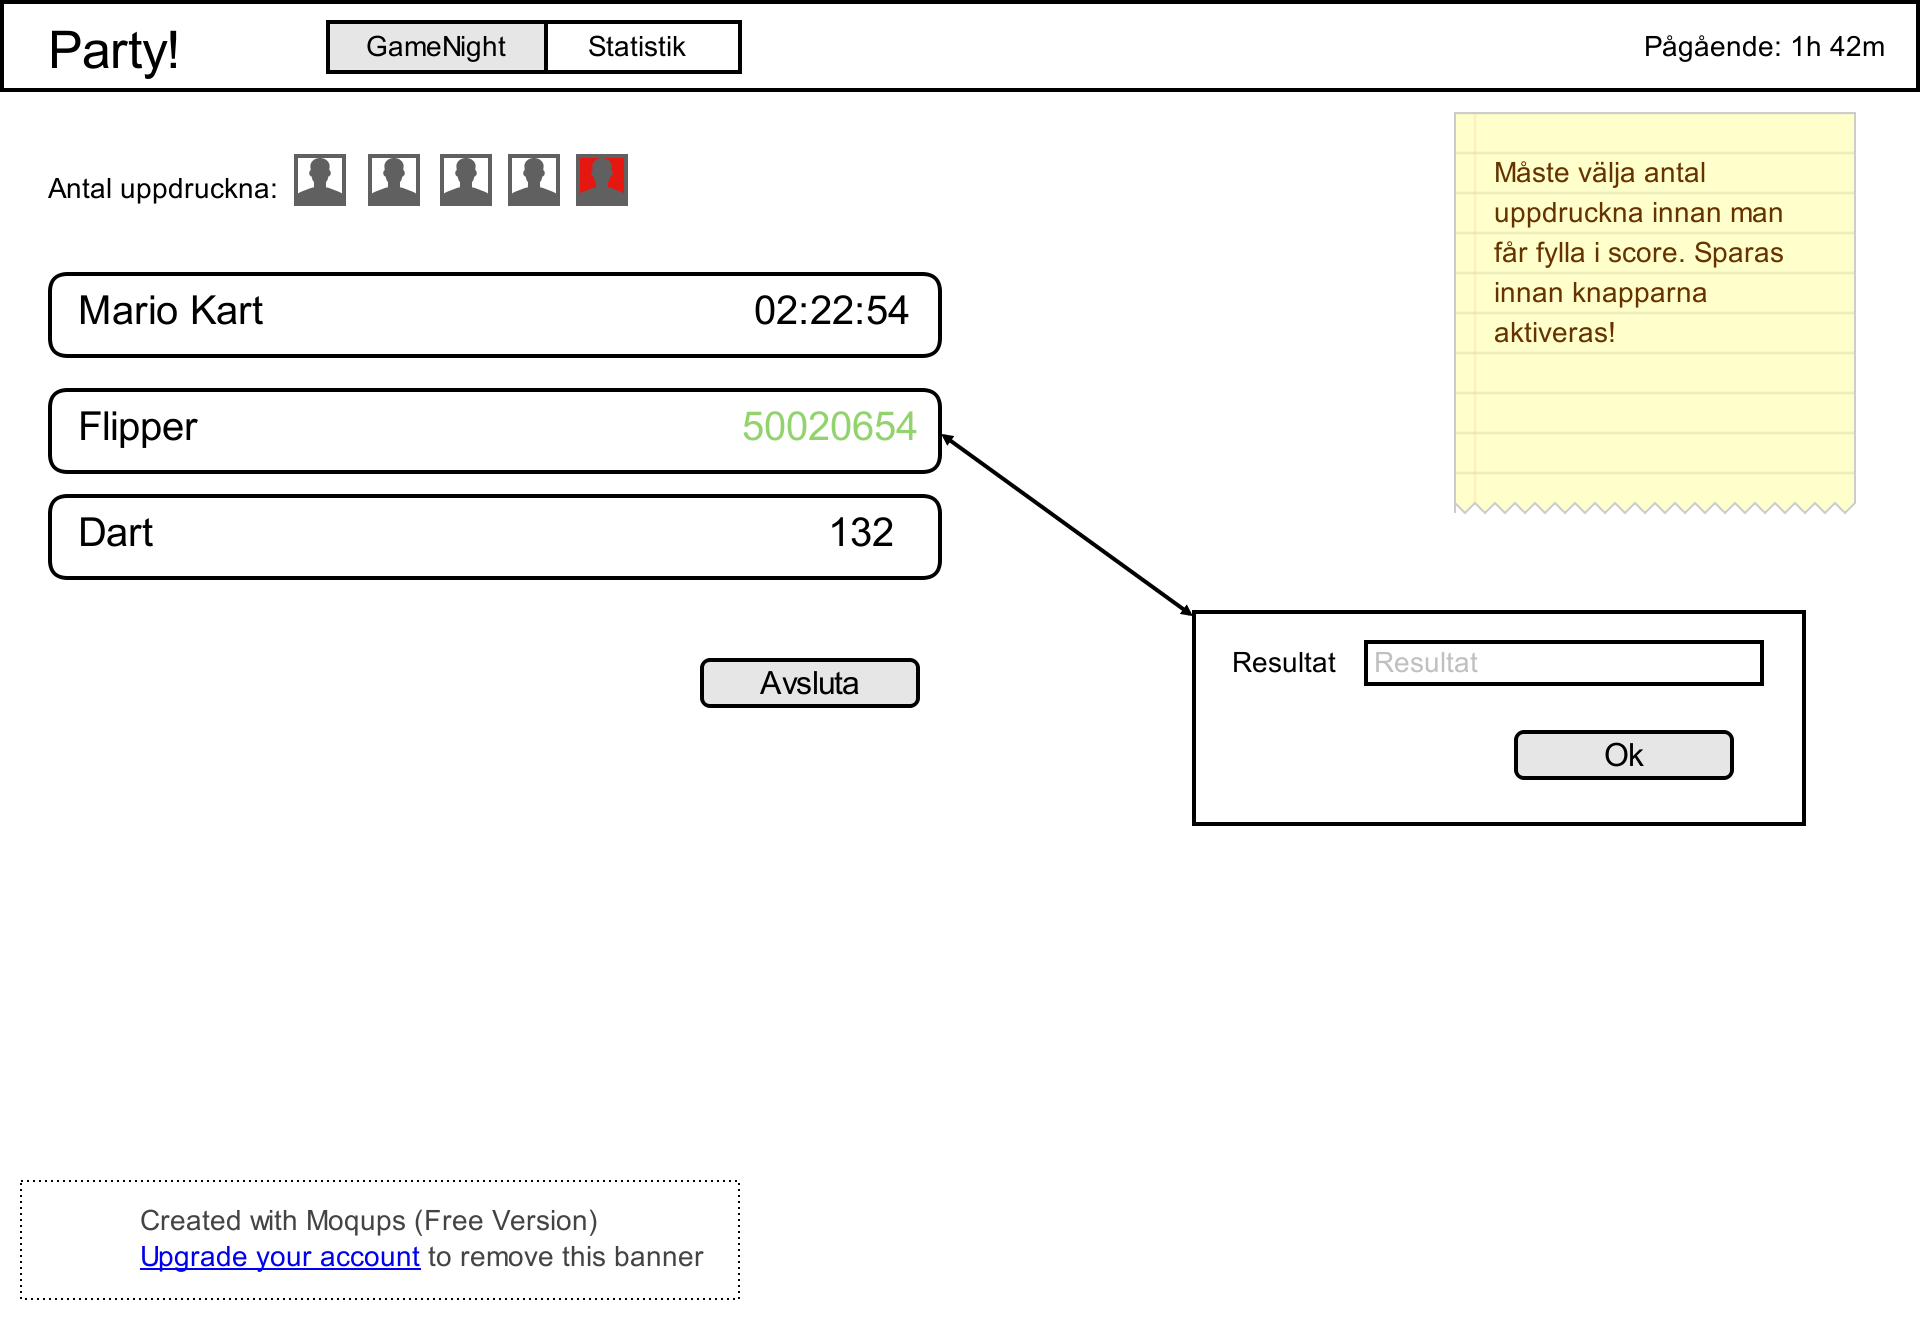 Party!
GameNight
Statistik
Pågående: 1h 42m
Antal uppdruckna:
Måste välja antal
uppdruckna innan man
får fylla i score. Sparas
innan knapparna
aktiveras!
Mario Kart
02:22:54
Flipper
50020654
Dart
132
Avsluta
Resultat
Resultat
Ok
Created with Moqups (Free Version)
Upgrade your account to remove this banner